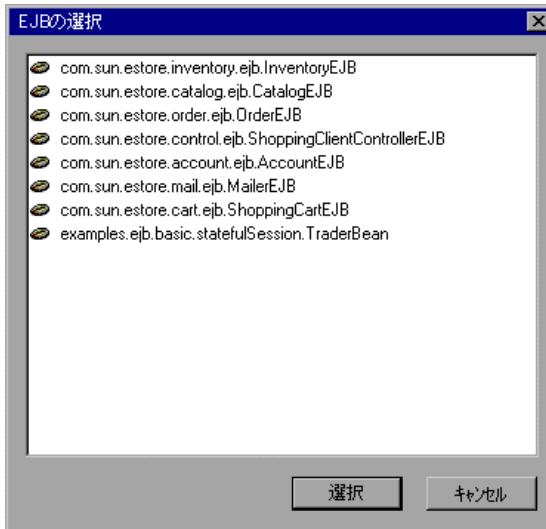 EJBの選択
com.sun.estore.inventory.ejb.InventoryEJB
com.sun.estore.catalog.ejb.CatalogEJB
com.sun.estore.order.ejb.OrderEJB
com.sun.estore.control.ejb.ShoppingClientControllerEJB
com.sun.estore.account.ejb.AccountEJB
com.sun.estore.mail.ejb.MailerEJB
com.sun.estore.cart.ejb.ShoppingCartEJB
examples.ejb.basic.statefulSession.TraderBean
選択
キャンセル